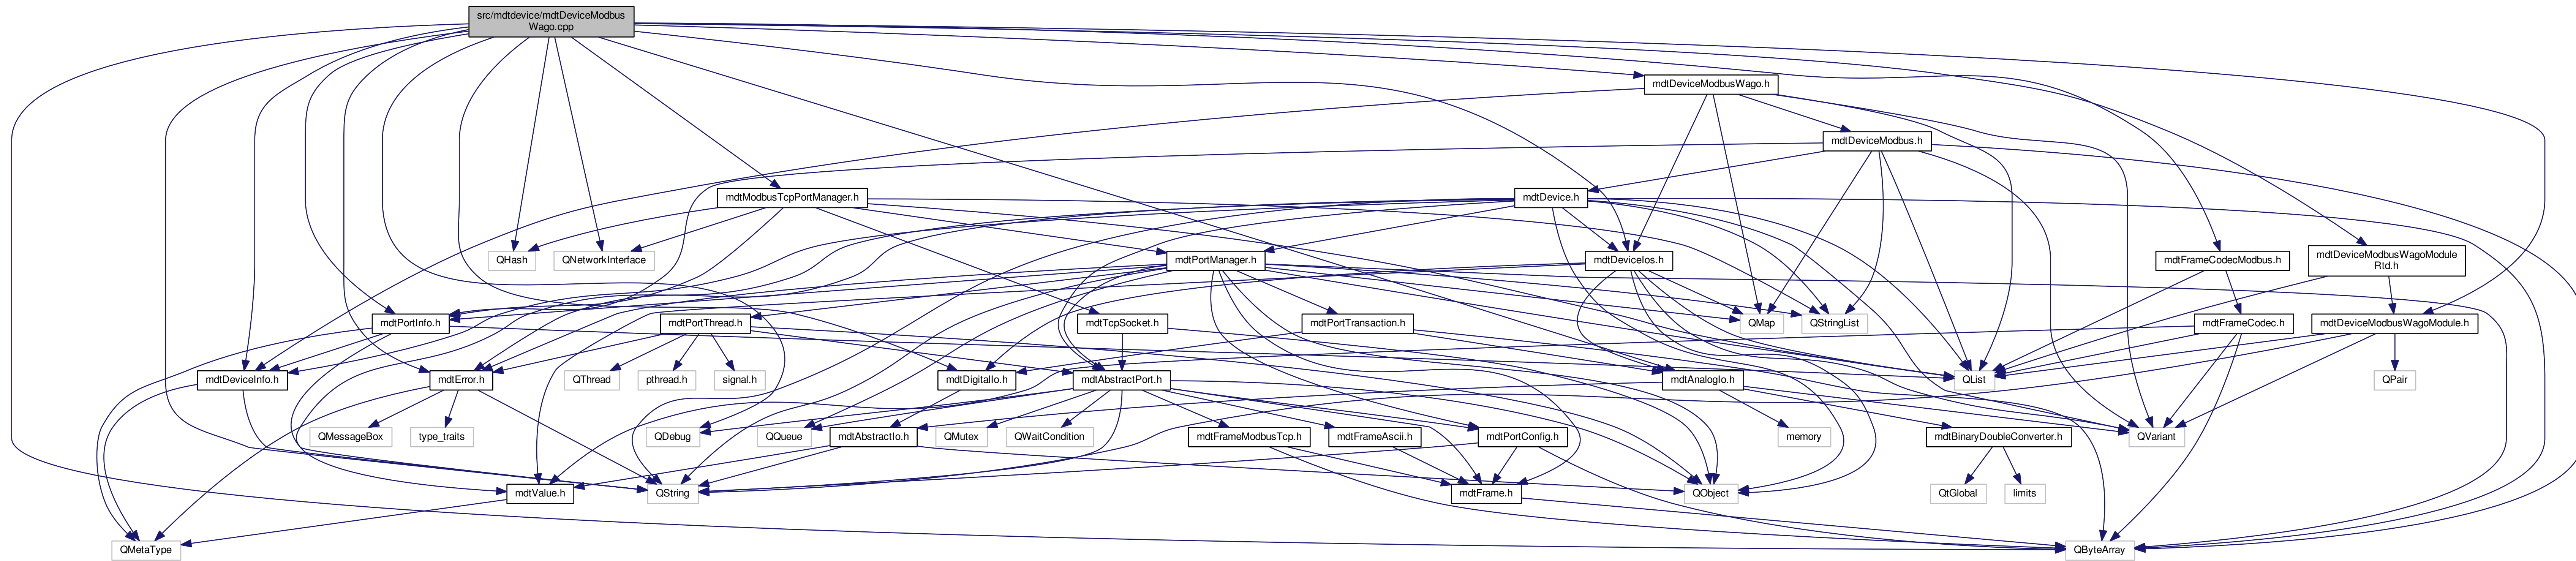 src/mdtdevice/mdtDeviceModbus
Wago.cpp
mdtDeviceModbusWago.h
mdtDeviceModbus.h
mdtModbusTcpPortManager.h
mdtDevice.h
QHash
QNetworkInterface
mdtPortManager.h
mdtDeviceIos.h
mdtFrameCodecModbus.h
mdtDeviceModbusWagoModule
Rtd.h
mdtPortInfo.h
mdtPortThread.h
mdtTcpSocket.h
mdtPortTransaction.h
QMap
QStringList
mdtFrameCodec.h
mdtDeviceModbusWagoModule.h
mdtDeviceInfo.h
mdtError.h
QThread
pthread.h
signal.h
mdtDigitalIo.h
mdtAbstractPort.h
mdtAnalogIo.h
QList
QPair
QMessageBox
type_traits
QDebug
QQueue
mdtAbstractIo.h
QMutex
QWaitCondition
mdtFrameModbusTcp.h
mdtFrameAscii.h
mdtPortConfig.h
memory
mdtBinaryDoubleConverter.h
QVariant
mdtValue.h
QString
mdtFrame.h
QObject
QtGlobal
limits
QMetaType
QByteArray